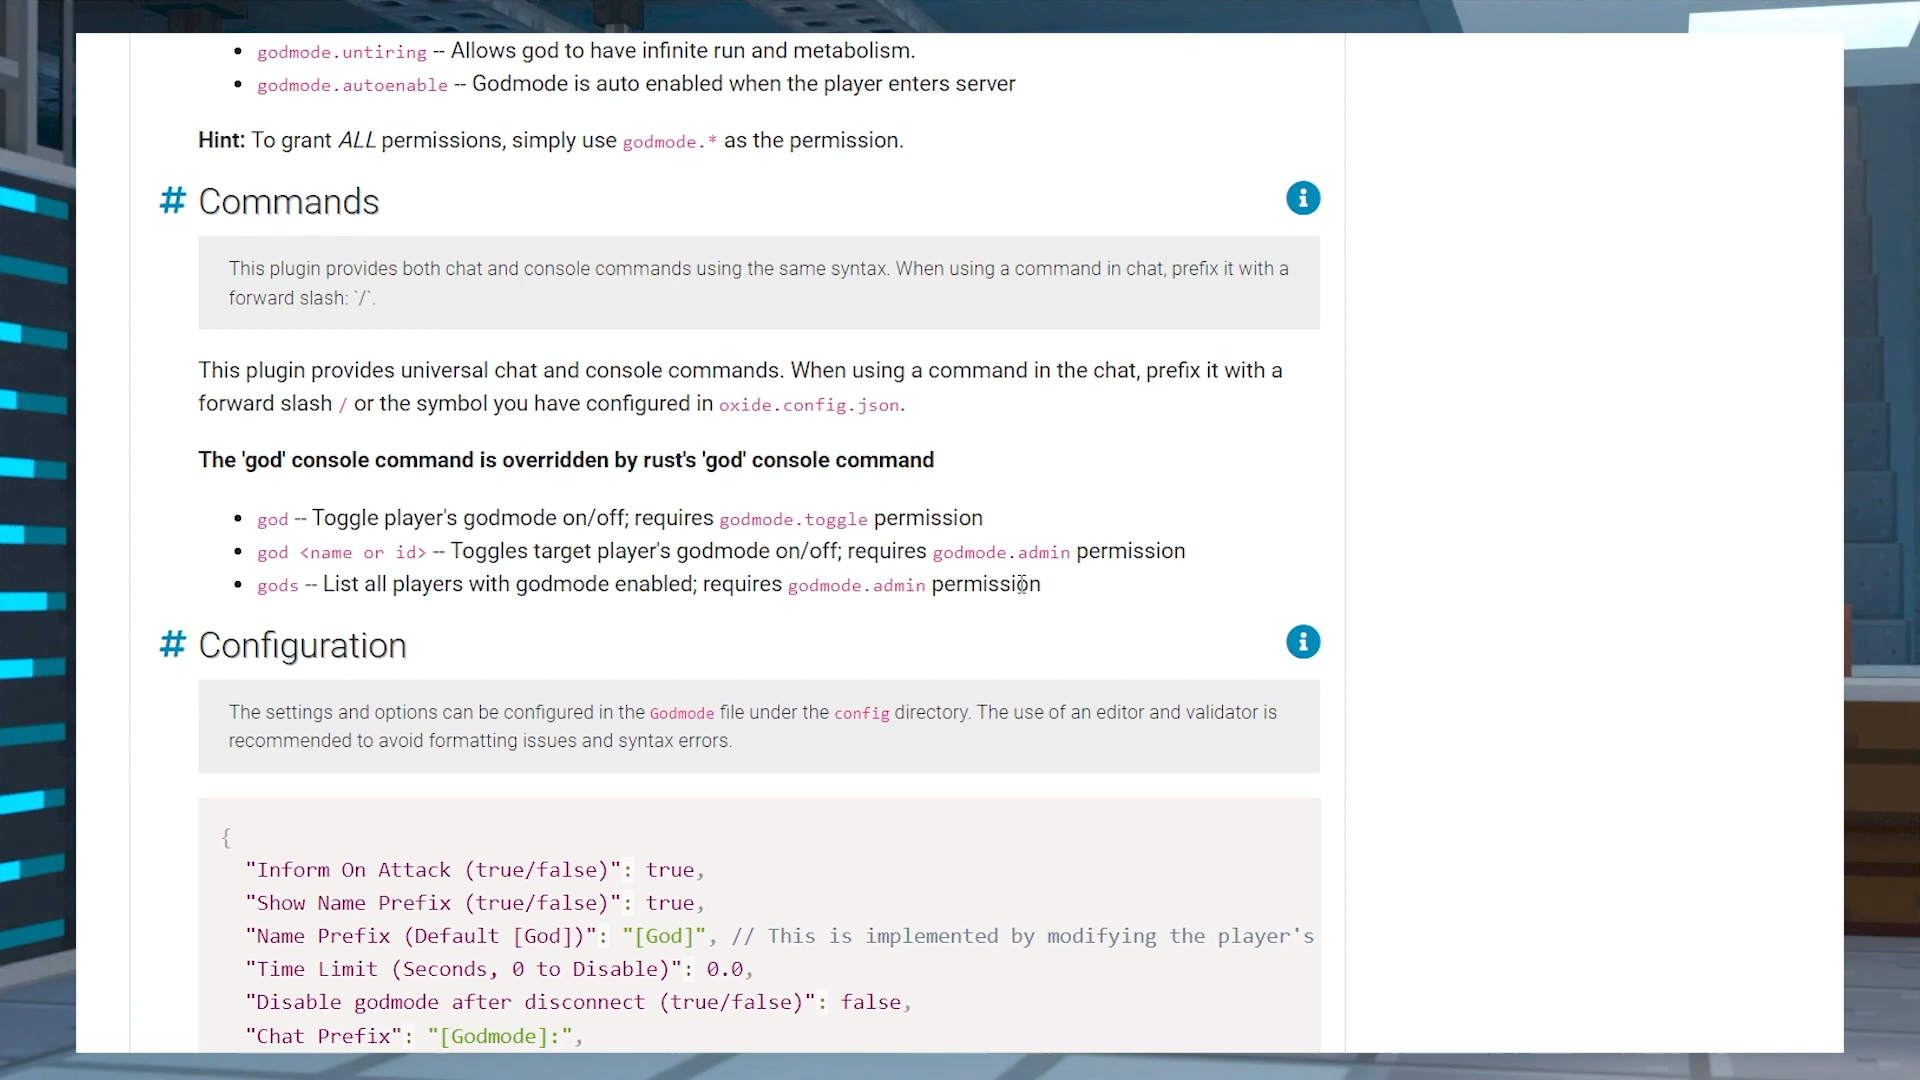 godmode.untiring -- Allows god to have infinite run and metabolism.
godmode.autoenable -- Godmode is auto enabled when the player enters server
Hint: To grant ALL permissions, simply use godmode.* as the permission.
# Commands
This plugin provides both chat and console commands using the same syntax. When using a command in chat, prefix it with a
forward slash: `/`.
This plugin provides universal chat and console commands. When using a command in the chat, prefix it with a
forward slash / or the symbol you have configured in oxide.config.json.
The 'god' console command is overridden by rust's 'god' console command
god -- Toggle player's godmode on/off; requires godmode.toggle permission
god <name or id> -- Toggles target player's godmode on/off; requires godmode.admin permission
gods -- List all players with godmode enabled; requires godmode.admin permission
# Configuration
The settings and options can be configured in the Godmode file under the config directory. The use of an editor and validator is
recommended to avoid formatting issues and syntax errors.
{
"Inform On Attack (true/false)": true,
"Show Name Prefix (true/false)": true,
"Name Prefix (Default [God])": "[God]", // This is implemented by modifying the player's
"Time Limit (Seconds, 0 to Disable)": 0.0,
"Disable godmode after disconnect (true/false)": false,
"Chat Prefix": "[Godmode]:",